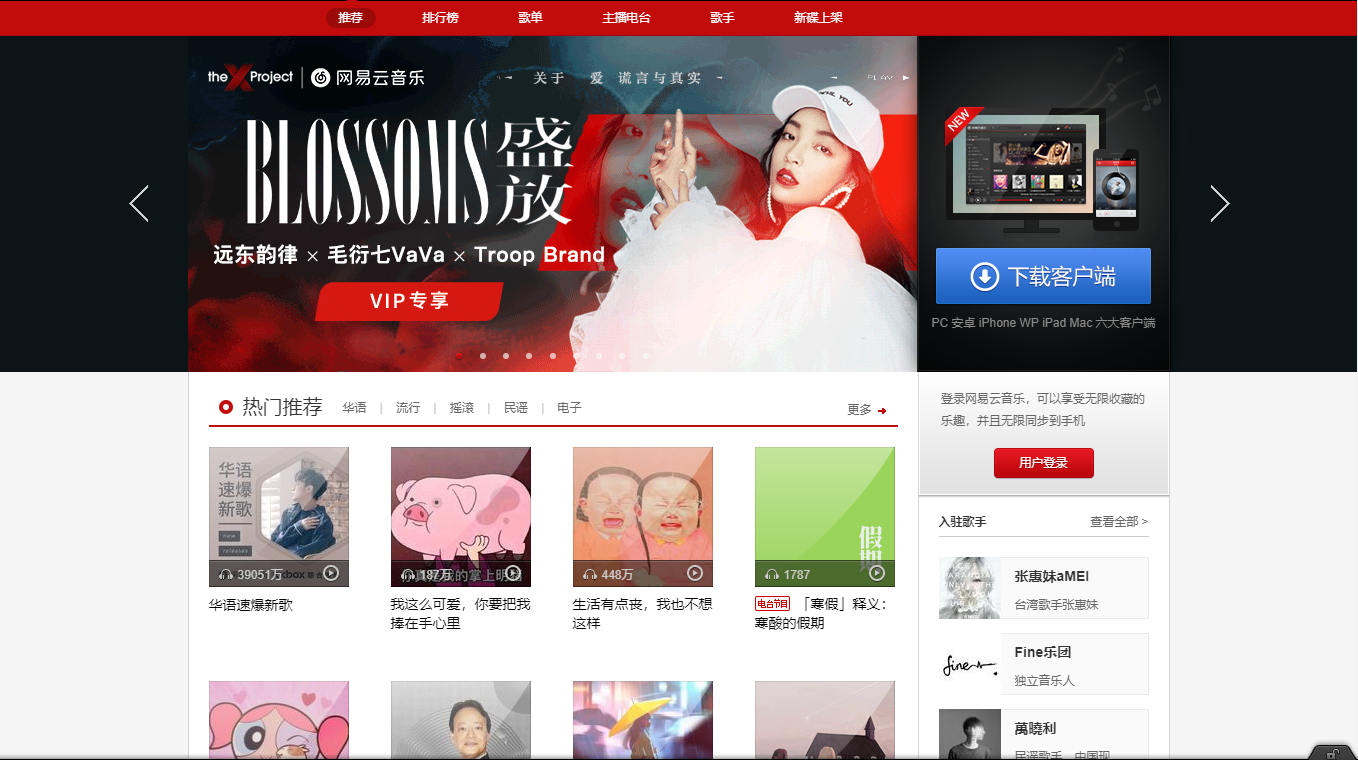 推荐 排行榜 歌单 主播电台 歌手 新碟上架
the X Project 网易云音乐 关于 爱 谎言与真实 PLAY
BLOSSOMS 盛放
远东韵律 × 毛衍七VaVa × Troop Brand
VIP专享
NEW
下载客户端
PC 安卓 iPhone WP iPad Mac 六大客户端
热门推荐 华语 | 流行 | 摇滚 | 民谣 | 电子 更多
登录网易云音乐，可以享受无限收藏的
乐趣，并且无限同步到手机
用户登录
华语
速爆
新歌
new
releases
假期
39051万
187万
448万
1787
华语速爆新歌
我这么可爱，你要把我
捧在手心里
生活有点丧，我也不想
这样
电台节目 「寒假」释义：
寒酸的假期
入驻歌手 查看全部 >
张惠妹aMEI
台湾歌手张惠妹
fine
Fine乐团
独立音乐人
萬曉利
民谣歌手、中国现